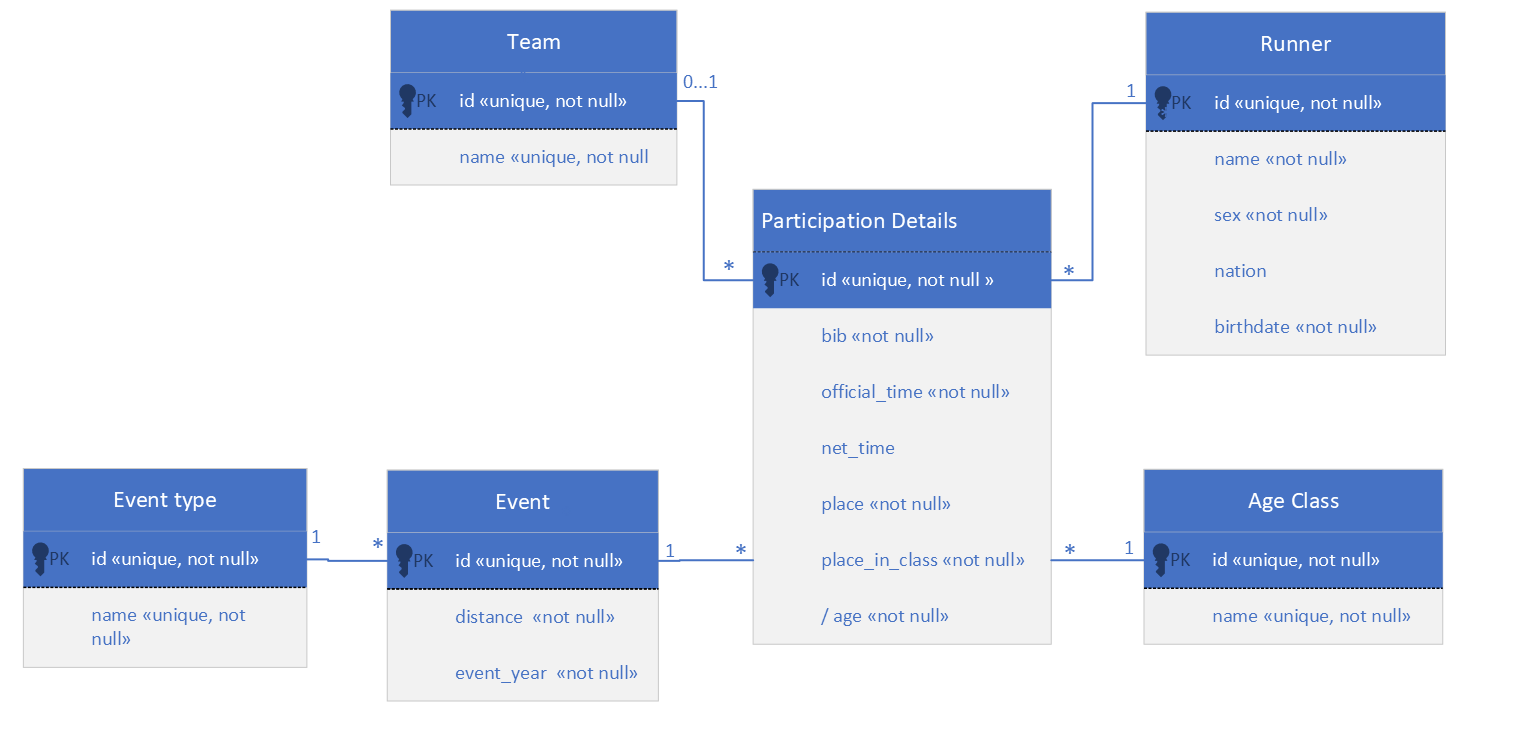 Team
PK id «unique, not null»
name «unique, not null
0...1
*
Runner
PK id «unique, not null»
name «not null»
sex «not null»
nation
birthdate «not null»
1
*
Participation Details
PK id «unique, not null »
bib «not null»
official_time «not null»
net_time
place «not null»
place_in_class «not null»
/ age «not null»
Event type
PK id «unique, not null»
name «unique, not
null»
1
*
Event
PK id «unique, not null»
distance «not null»
event_year «not null»
1
*
*
1
Age Class
PK id «unique, not null»
name «unique, not null»